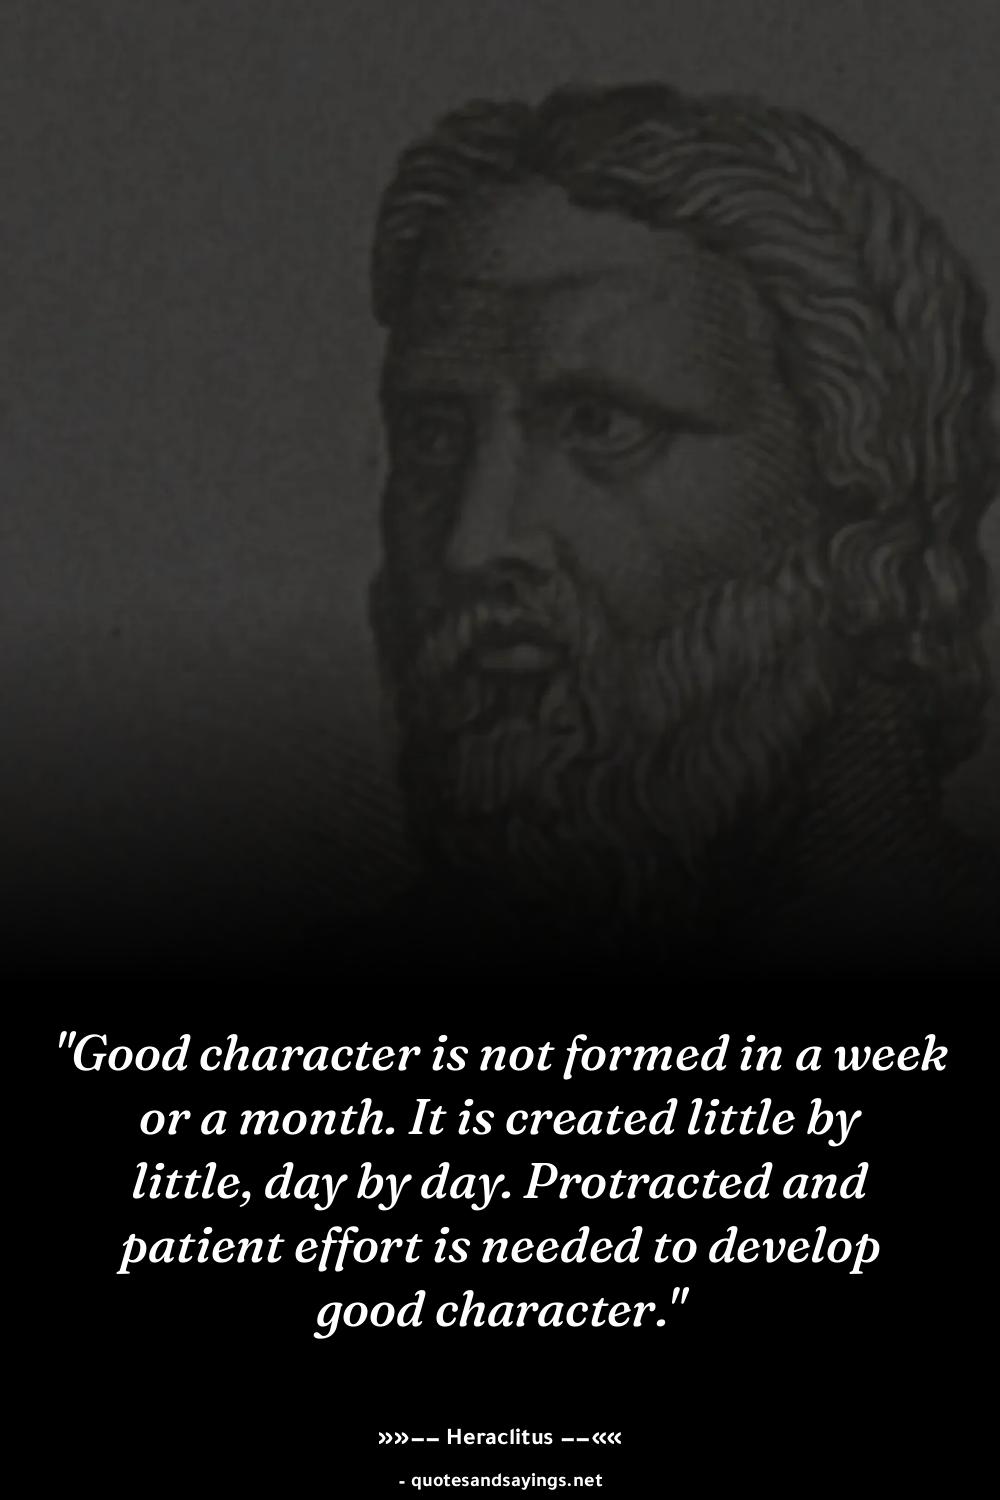 "Good character is not formed in a week
or a month. It is created little by
little, day by day. Protracted and
patient effort is needed to develop
good character."
»»–– Heraclitus ––««
- quotesandsayings.net